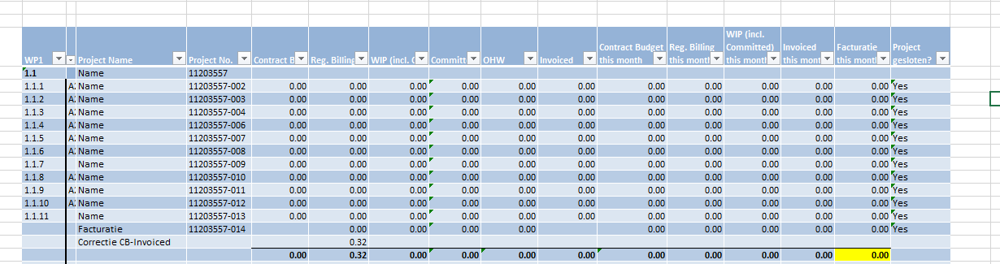 WP1 Project Name Project No. Contract B Reg. Billing WIP (incl. C Committ OHW Invoiced Contract Budget this month Reg. Billing this month WIP (incl. Committed) this month Invoiced this mont Facturatie this month Project gesloten?
1.1 Name 11203557
1.1.1 A Name 11203557-002 0.00 0.00 0.00 0.00 0.00 0.00 0.00 0.00 0.00 0.00 0.00 Yes
1.1.2 A Name 11203557-003 0.00 0.00 0.00 0.00 0.00 0.00 0.00 0.00 0.00 0.00 0.00 Yes
1.1.3 A Name 11203557-004 0.00 0.00 0.00 0.00 0.00 0.00 0.00 0.00 0.00 0.00 0.00 Yes
1.1.4 A Name 11203557-006 0.00 0.00 0.00 0.00 0.00 0.00 0.00 0.00 0.00 0.00 0.00 Yes
1.1.5 A Name 11203557-007 0.00 0.00 0.00 0.00 0.00 0.00 0.00 0.00 0.00 0.00 0.00 Yes
1.1.6 A Name 11203557-008 0.00 0.00 0.00 0.00 0.00 0.00 0.00 0.00 0.00 0.00 0.00 Yes
1.1.7 Name 11203557-009 0.00 0.00 0.00 0.00 0.00 0.00 0.00 0.00 0.00 0.00 0.00 Yes
1.1.8 A Name 11203557-010 0.00 0.00 0.00 0.00 0.00 0.00 0.00 0.00 0.00 0.00 0.00 Yes
1.1.9 A Name 11203557-011 0.00 0.00 0.00 0.00 0.00 0.00 0.00 0.00 0.00 0.00 0.00 Yes
1.1.10 A Name 11203557-012 0.00 0.00 0.00 0.00 0.00 0.00 0.00 0.00 0.00 0.00 0.00 Yes
1.1.11 Name 11203557-013 0.00 0.00 0.00 0.00 0.00 0.00 0.00 0.00 0.00 0.00 0.00 Yes
Facturatie 11203557-014 0.00 0.00 0.00 0.00 0.00 0.00 0.00 0.00 0.00 Yes
Correctie CB-Invoiced 0.32
0.00 0.32 0.00 0.00 0.00 0.00 0.00 0.00 0.00 0.00 0.00